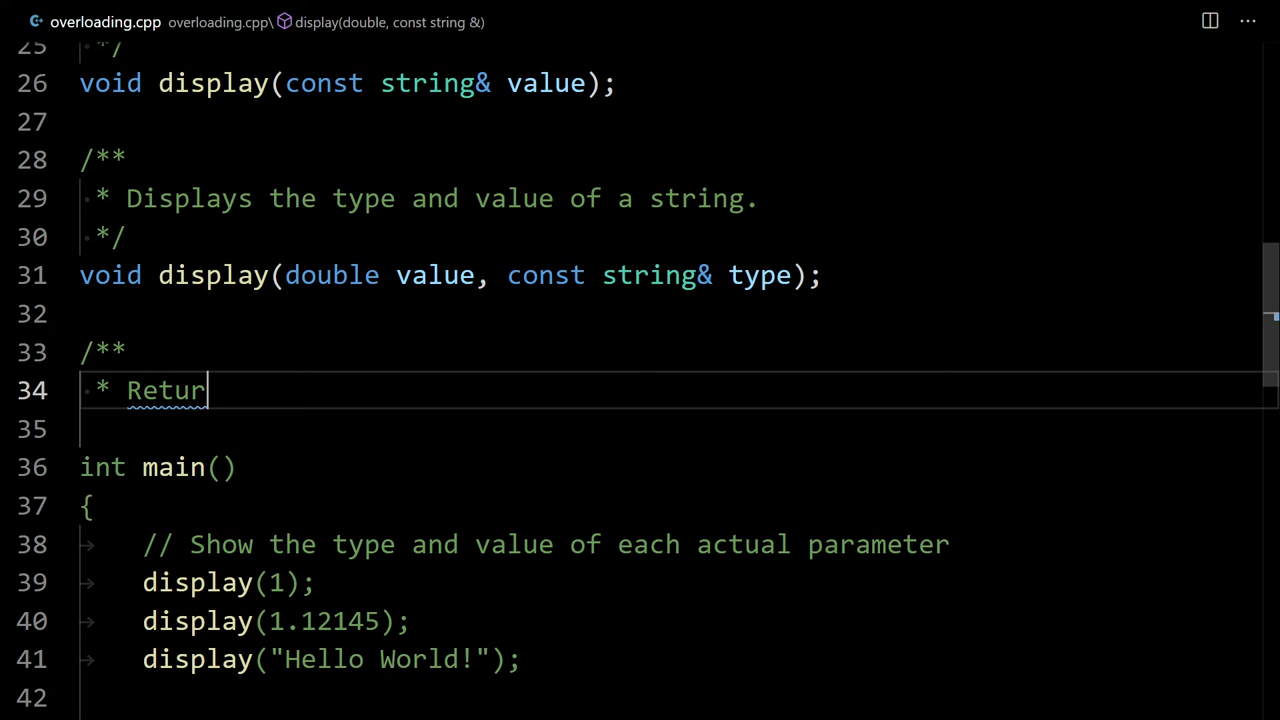 overloading.cpp overloading.cpp\ display(double, const string &)
25 */
26 void display(const string& value);
27
28 /**
29 * Displays the type and value of a string.
30 */
31 void display(double value, const string& type);
32
33 /**
34 * Retur
35
36 int main()
37 {
38 // Show the type and value of each actual parameter
39 display(1);
40 display(1.12145);
41 display("Hello World!");
42